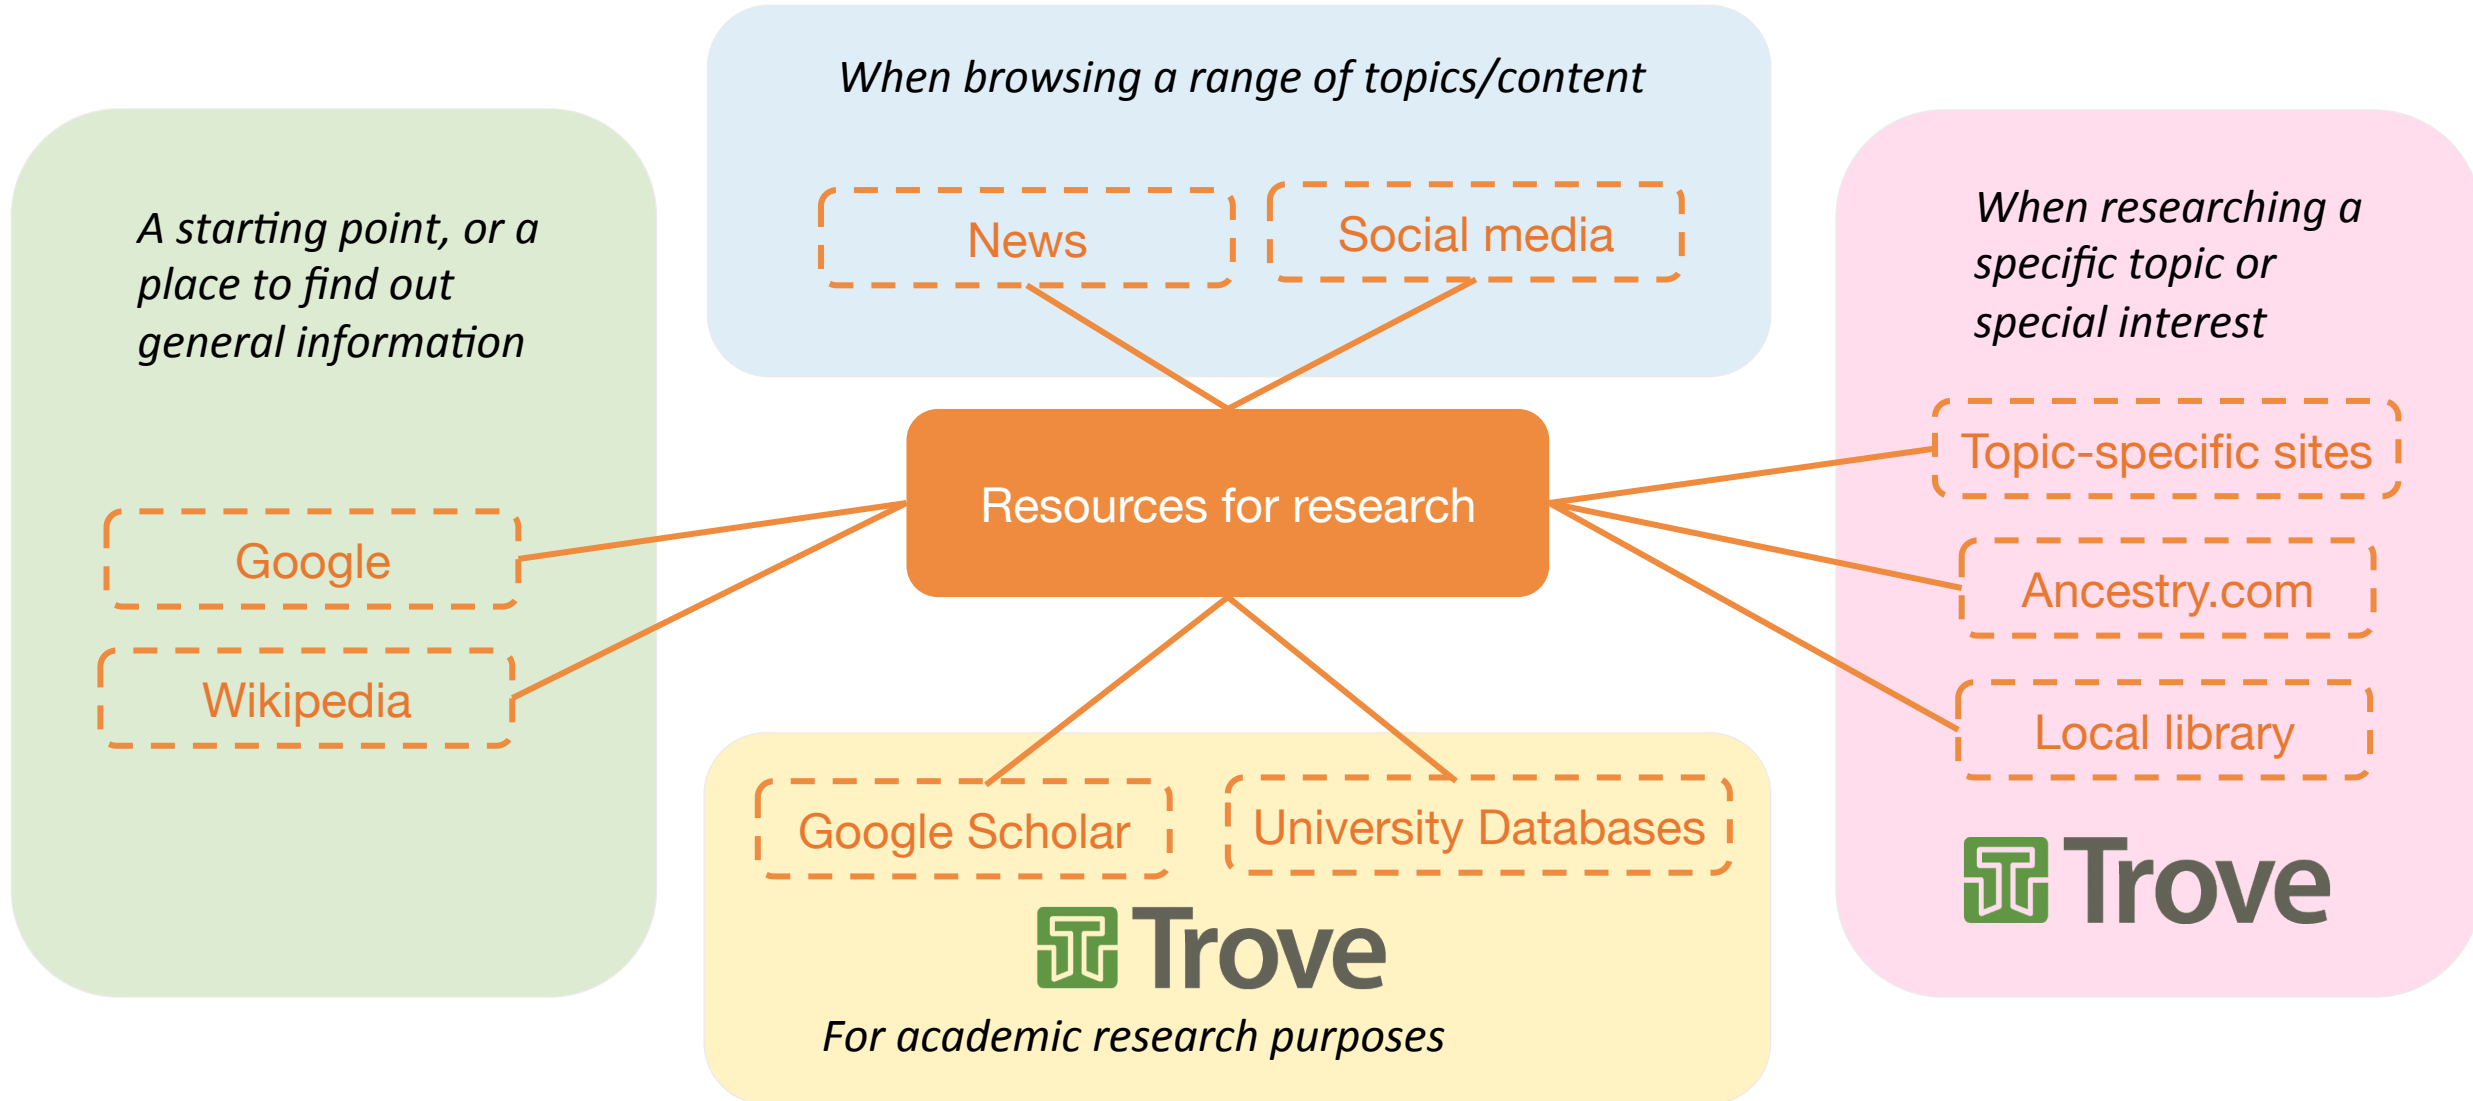 When browsing a range of topics/content
News
Social media
A starting point, or a
place to find out
general information
Google
Wikipedia
Resources for research
When researching a
specific topic or
special interest
Topic-specific sites
Ancestry.com
Local library
Trove
Google Scholar
University Databases
Trove
For academic research purposes